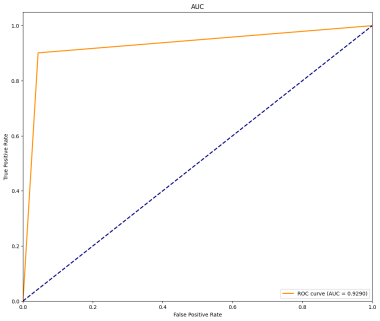 AUC
1.0
0.8
0.6
0.4
0.2
0.0
True Positive Rate
0.0 0.2 0.4 0.6 0.8 1.0
False Positive Rate
ROC curve (AUC = 0.9290)